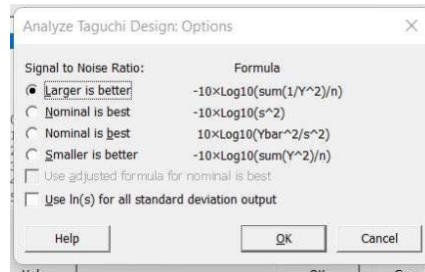 Analyze Taguchi Design: Options
Signal to Noise Ratio: Formula
Larger is better -10×Log10(sum(1/Y^2)/n)
Nominal is best -10×Log10(s^2)
Nominal is best 10×Log10(Ybar^2/s^2)
Smaller is better -10×Log10(sum(Y^2)/n)
Use adjusted formula for nominal is best
Use ln(s) for all standard deviation output
Help OK Cancel